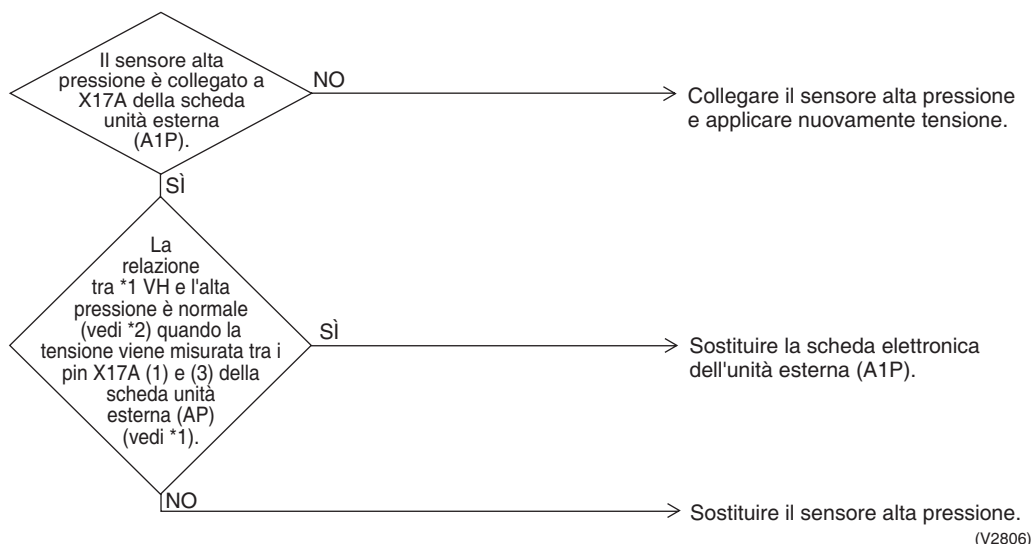 Il sensore alta
pressione è collegato a
X17A della scheda
unità esterna
(A1P).
NO
Collegare il sensore alta pressione
e applicare nuovamente tensione.
SÌ
La
relazione
tra *1 VH e l'alta
pressione è normale
(vedi *2) quando la
tensione viene misurata tra i
pin X17A (1) e (3) della
scheda unità
esterna (AP)
(vedi *1).
SÌ
Sostituire la scheda elettronica
dell'unità esterna (A1P).
NO
Sostituire il sensore alta pressione.
(V2806)